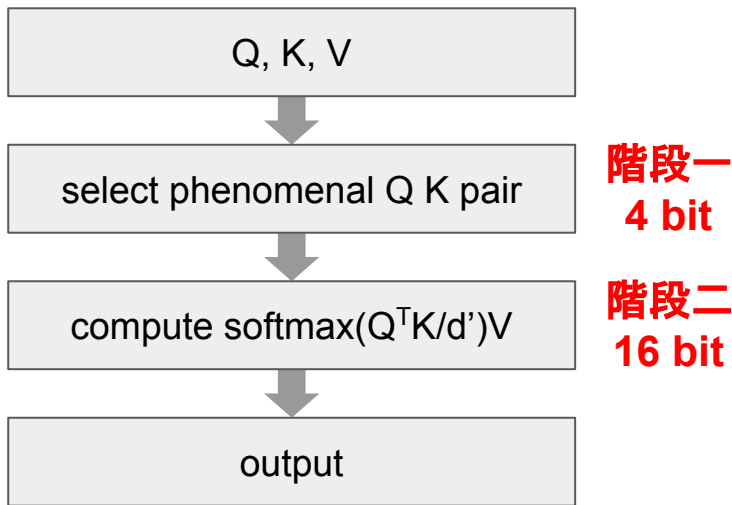 Q, K, V
select phenomenal Q K pair
階段一
4 bit
compute softmax(QᵀK/d’)V
階段二
16 bit
output